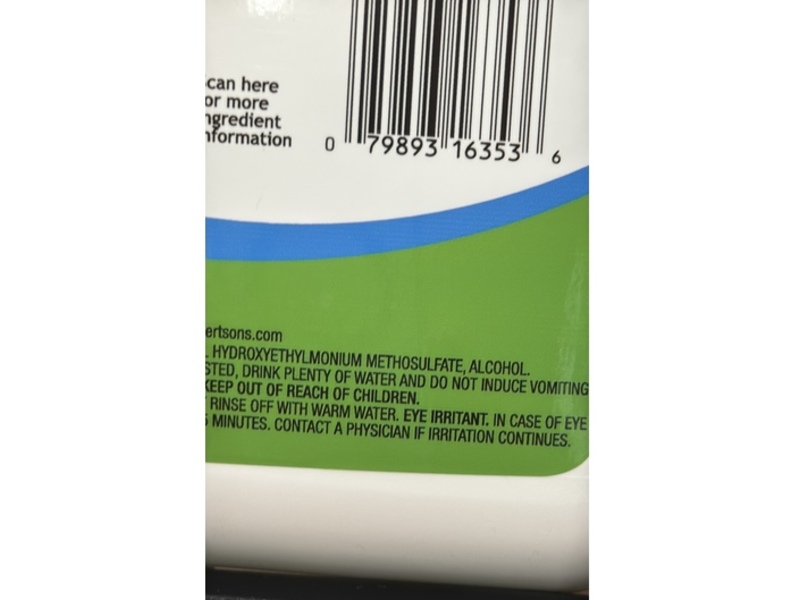 can here
or more
ngredient
nformation
0 79893 16353 6
ertsons.com
HYDROXYETHYLMONIUM METHOSULFATE, ALCOHOL.
STED, DRINK PLENTY OF WATER AND DO NOT INDUCE VOMITING
KEEP OUT OF REACH OF CHILDREN.
RINSE OFF WITH WARM WATER. EYE IRRITANT. IN CASE OF EYE
5 MINUTES. CONTACT A PHYSICIAN IF IRRITATION CONTINUES.